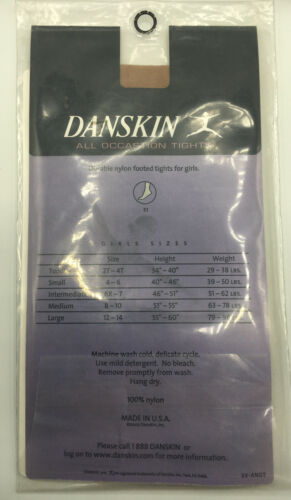 DANSKIN
ALL OCCASION TIGHTS
Durable nylon footed tights for girls.
GIRLS SIZES
Size Height Weight
2T – 4T 34" – 40" 29 – 38 LBS.
Small 4 – 6 40" – 46" 39 – 50 LBS.
Intermediate 6X – 7 46" – 51" 51 – 62 LBS.
Medium 8 – 10 51" – 55" 63 – 78 LBS.
Large 12 – 14 55" – 60" 79 –
Machine wash cold, delicate cycle.
Use mild detergent. No bleach.
Remove promptly from wash.
Hang dry.
100% nylon
MADE IN U.S.A.
Please call 1 888 DANSKIN or
log on to www.danskin.com for more information.